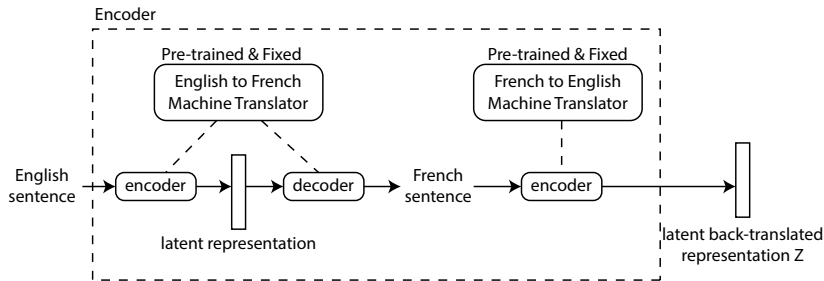 Encoder
Pre-trained & Fixed
English to French
Machine Translator
Pre-trained & Fixed
French to English
Machine Translator
English
sentence
encoder
decoder
French
sentence
encoder
latent representation
latent back-translated
representation Z